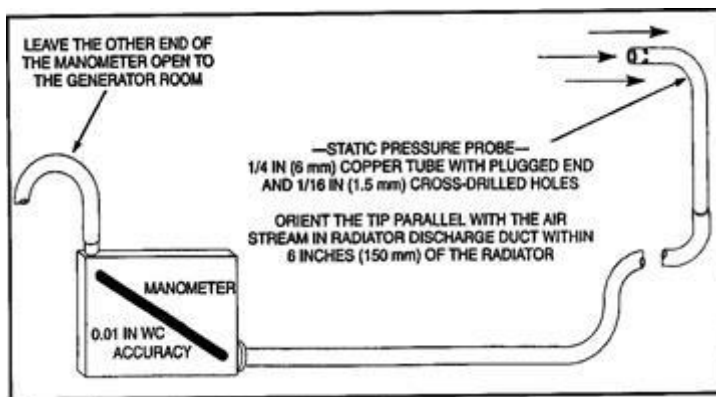 LEAVE THE OTHER END OF
THE MANOMETER OPEN TO
THE GENERATOR ROOM
—STATIC PRESSURE PROBE—
1/4 IN (6 mm) COPPER TUBE WITH PLUGGED END
AND 1/16 IN (1.5 mm) CROSS-DRILLED HOLES
ORIENT THE TIP PARALLEL WITH THE AIR
STREAM IN RADIATOR DISCHARGE DUCT WITHIN
6 INCHES (150 mm) OF THE RADIATOR
MANOMETER
0.01 IN WC
ACCURACY